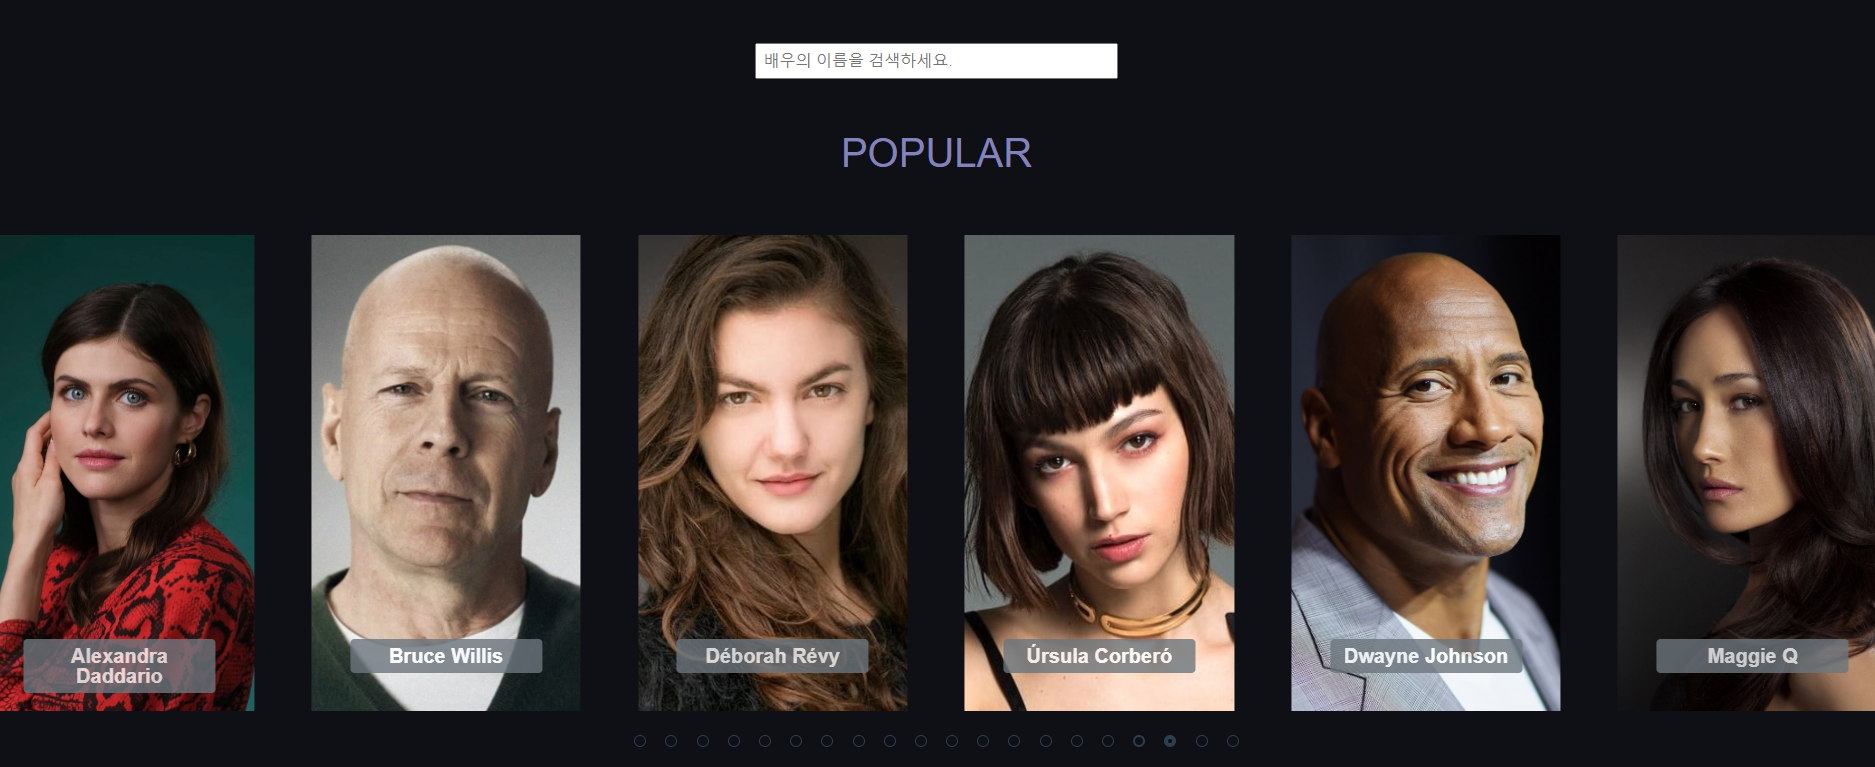 배우의 이름을 검색하세요.
POPULAR
Alexandra
Daddario
Bruce Willis
Déborah Révy
Úrsula Corberó
Dwayne Johnson
Maggie Q